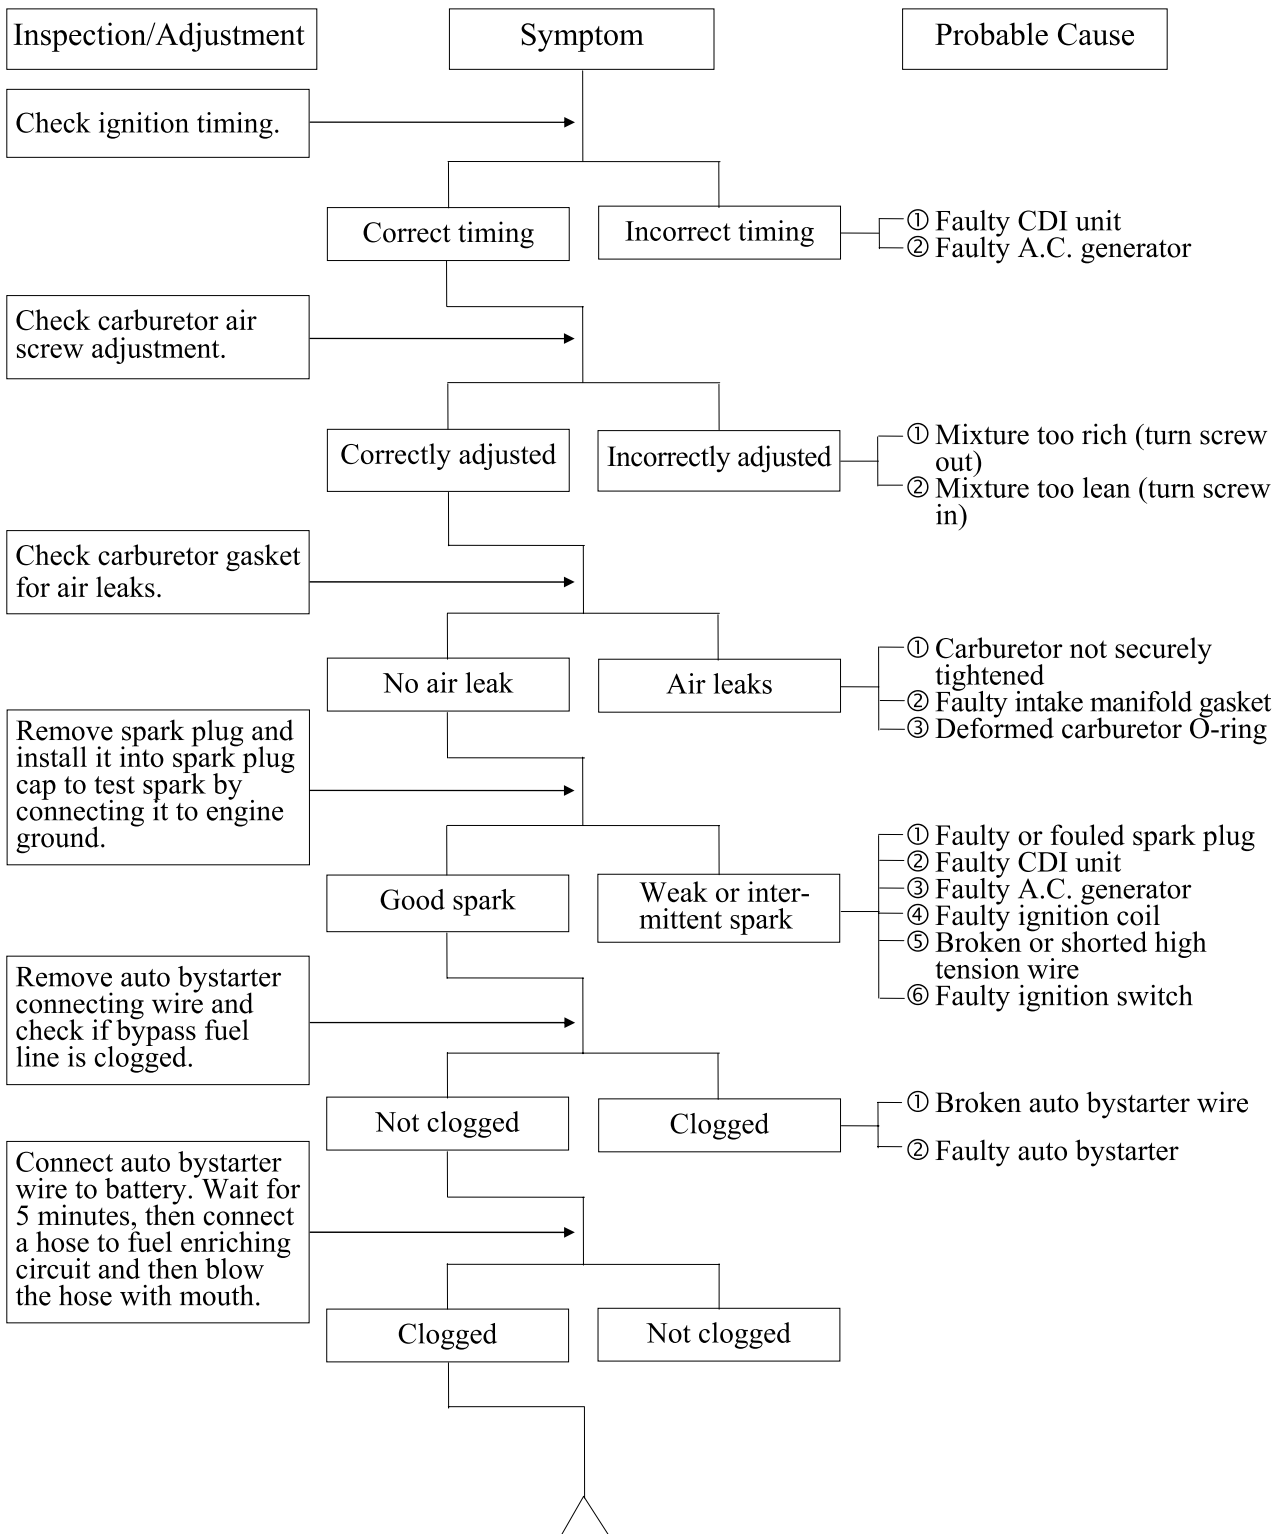 Inspection/Adjustment
Symptom
Probable Cause
Check ignition timing.
Correct timing
Incorrect timing
① Faulty CDI unit
② Faulty A.C. generator
Check carburetor air
screw adjustment.
Correctly adjusted
Incorrectly adjusted
① Mixture too rich (turn screw
out)
② Mixture too lean (turn screw
in)
Check carburetor gasket
for air leaks.
No air leak
Air leaks
① Carburetor not securely
tightened
② Faulty intake manifold gasket
③ Deformed carburetor O-ring
Remove spark plug and
install it into spark plug
cap to test spark by
connecting it to engine
ground.
Good spark
Weak or inter-
mittent spark
① Faulty or fouled spark plug
② Faulty CDI unit
③ Faulty A.C. generator
④ Faulty ignition coil
⑤ Broken or shorted high
tension wire
⑥ Faulty ignition switch
Remove auto bystarter
connecting wire and
check if bypass fuel
line is clogged.
Not clogged
Clogged
① Broken auto bystarter wire
② Faulty auto bystarter
Connect auto bystarter
wire to battery. Wait for
5 minutes, then connect
a hose to fuel enriching
circuit and then blow
the hose with mouth.
Clogged
Not clogged